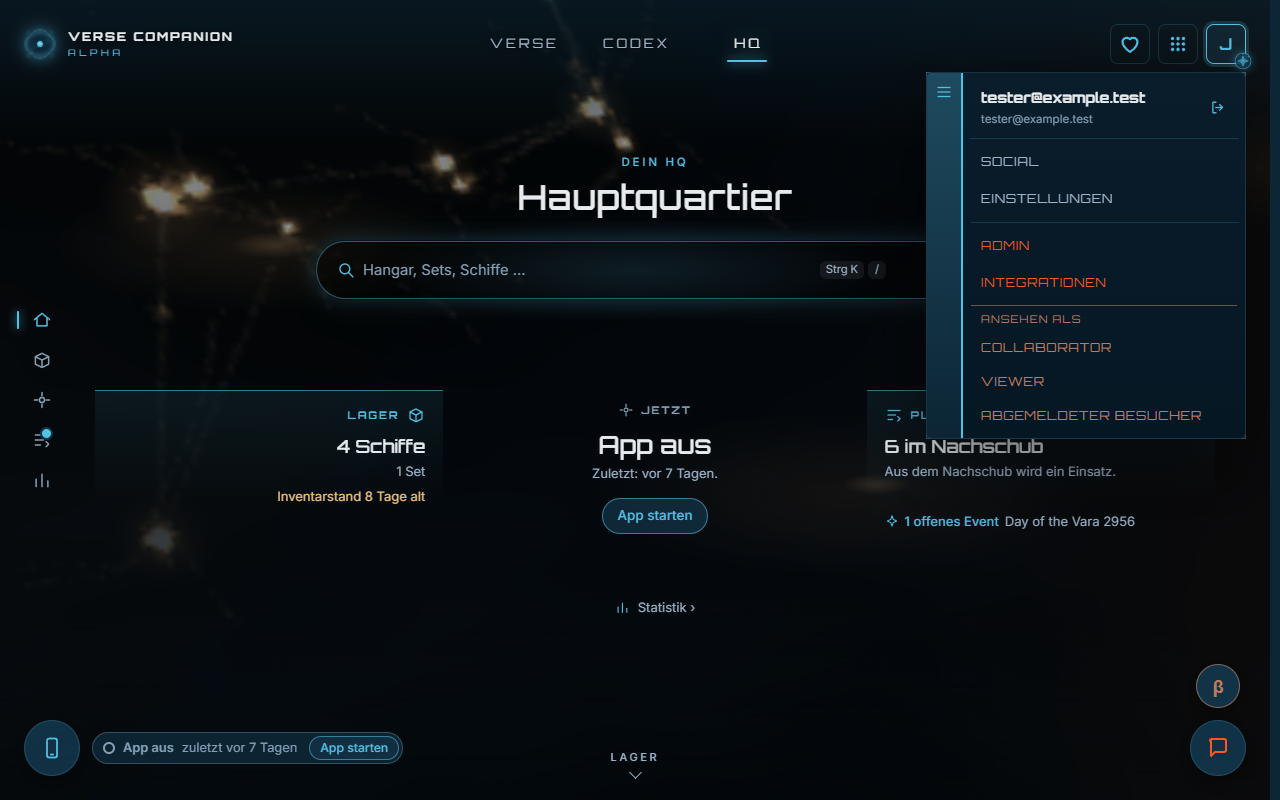 VERSE COMPANION
ALPHA
VERSE
CODEX
HQ
tester@example.test
tester@example.test
SOCIAL
EINSTELLUNGEN
ADMIN
INTEGRATIONEN
ANSEHEN ALS
COLLABORATOR
VIEWER
ABGEMELDETER BESUCHER
DEIN HQ
Hauptquartier
Hangar, Sets, Schiffe ...
Strg K /
LAGER
4 Schiffe
1 Set
Inventarstand 8 Tage alt
JETZT
App aus
Zuletzt: vor 7 Tagen.
App starten
6 im Nachschub
Aus dem Nachschub wird ein Einsatz.
1 offenes Event Day of the Vara 2956
Statistik ›
β
App aus zuletzt vor 7 Tagen App starten
LAGER